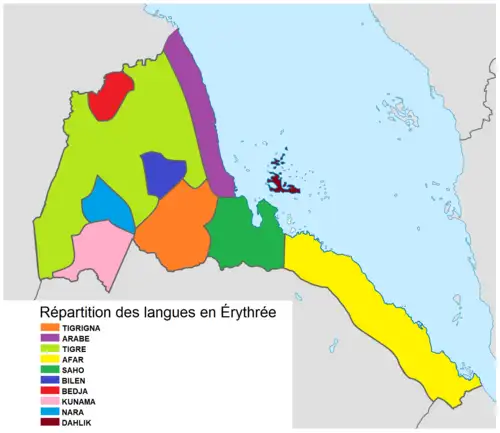 Répartition des langues en Érythrée
TIGRIGNA
ARABE
TIGRE
AFAR
SAHO
BILEN
BEDJA
KUNAMA
NARA
DAHLIK